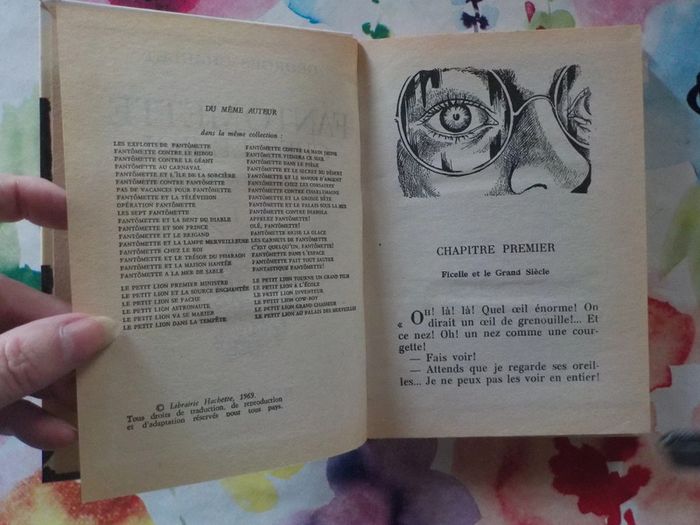 DU MÊME AUTEUR
dans la même collection :
LES EXPLOITS DE FANTÔMETTE
FANTÔMETTE CONTRE LE HIBOU
FANTÔMETTE CONTRE LE GÉANT
FANTÔMETTE AU CARNAVAL
FANTÔMETTE ET L'ÎLE DE LA SORCIÈRE
FANTÔMETTE CONTRE FANTÔMETTE
PAS DE VACANCES POUR FANTÔMETTE
FANTÔMETTE ET LA TÉLÉVISION
OPÉRATION FANTÔMETTE
LES SEPT FANTÔMETTE
FANTÔMETTE ET LA DENT DU DIABLE
FANTÔMETTE ET SON PRINCE
FANTÔMETTE ET LE BRIGAND
FANTÔMETTE ET LA LAMPE MERVEILLEUSE
FANTÔMETTE CHEZ LE ROI
FANTÔMETTE ET LE TRÉSOR DU PHARAON
FANTÔMETTE ET LA MAISON HANTÉE
FANTÔMETTE A LA MER DE SABLE
FANTÔMETTE CONTRE LA MAIN JAUNE
FANTÔMETTE VIENDRA CE SOIR
FANTÔMETTE DANS LE PIÈGE
FANTÔMETTE ET LE SECRET DU DÉSERT
FANTÔMETTE ET LE MASQUE D'ARGENT
FANTÔMETTE CHEZ LES CORSAIRES
FANTÔMETTE CONTRE CHARLEMAGNE
FANTÔMETTE ET LA GROSSE BÊTE
FANTÔMETTE ET LE PALAIS SOUS LA MER
FANTÔMETTE CONTRE DIABOLA
APPELEZ FANTÔMETTE!
OLÉ, FANTÔMETTE!
FANTÔMETTE BRISE LA GLACE
LES CARNETS DE FANTÔMETTE
C'EST QUELQU'UN, FANTÔMETTE!
FANTÔMETTE DANS L'ESPACE
FANTÔMETTE FAIT TOUT SAUTER
FANTASTIQUE FANTÔMETTE!
LE PETIT LION PREMIER MINISTRE
LE PETIT LION ET LA SOURCE ENCHANTÉE
LE PETIT LION SE FACHE
LE PETIT LION ASTRONAUTE
LE PETIT LION VA SE MARIER
LE PETIT LION DANS LA TEMPÊTE
LE PETIT LION TOURNE UN GRAND FILM
LE PETIT LION A L'ÉCOLE
LE PETIT LION INVENTEUR
LE PETIT LION COW-BOY
LE PETIT LION GRAND CHASSEUR
LE PETIT LION AU PALAIS DES MERVEILLES
© Librairie Hachette, 1969.
Tous droits de traduction, de reproduction
et d'adaptation réservés pour tous pays.
CHAPITRE PREMIER
Ficelle et le Grand Siècle
« OU! là! là! Quel œil énorme! On
dirait un œil de grenouille!... Et
ce nez! Oh! un nez comme une cour-
gette!
— Fais voir!
— Attends que je regarde ses oreil-
les... Je ne peux pas les voir en entier!